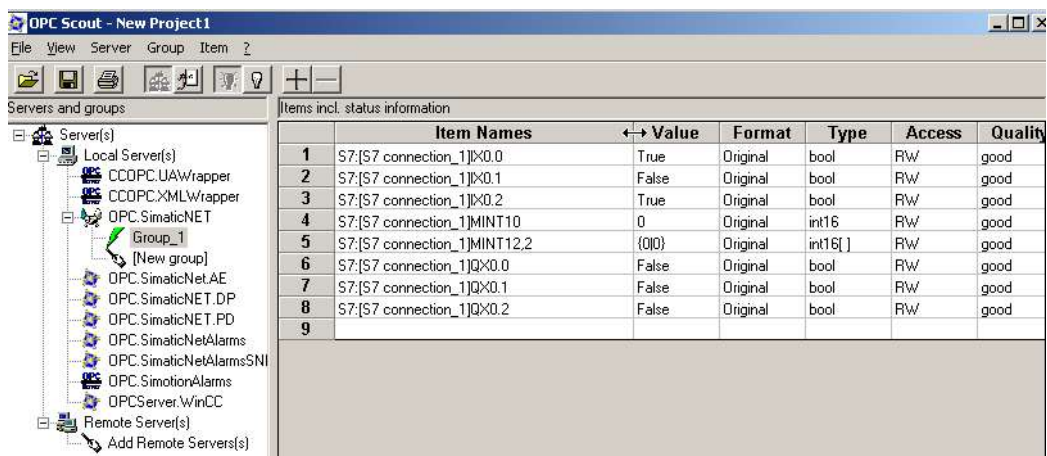 OPC Scout - New Project1
File View Server Group Item ?
Servers and groups
Items incl. status information
Server(s)
Local Server(s)
CCOPC.UAWrapper
CCOPC.XMLWrapper
OPC.SimaticNET
Group_1
[New group]
OPC.SimaticNet.AE
OPC.SimaticNET.DP
OPC.SimaticNET.PD
OPC.SimaticNetAlarms
OPC.SimaticNetAlarmsSNI
OPC.SimotionAlarms
OPCServer.WinCC
Remote Server(s)
Add Remote Servers(s)
Item Names Value Format Type Access Quality
1 S7:[S7 connection_1]IX0.0 True Original bool RW good
2 S7:[S7 connection_1]IX0.1 False Original bool RW good
3 S7:[S7 connection_1]IX0.2 True Original bool RW good
4 S7:[S7 connection_1]MINT10 0 Original int16 RW good
5 S7:[S7 connection_1]MINT12,2 {0|0} Original int16[ ] RW good
6 S7:[S7 connection_1]QX0.0 False Original bool RW good
7 S7:[S7 connection_1]QX0.1 False Original bool RW good
8 S7:[S7 connection_1]QX0.2 False Original bool RW good
9